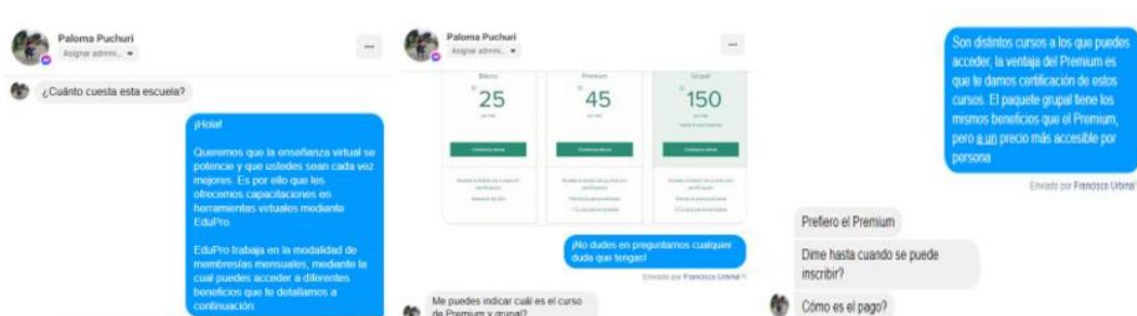 Paloma Puchuri
Asignar admini...
¿Cuánto cuesta esta escuela?
¡Hola!
Queremos que la enseñanza virtual se
potencie y que ustedes sean cada vez
mejores. Es por ello que les
ofrecemos capacitaciones en
herramientas virtuales mediante
EduPro.
EduPro trabaja en la modalidad de
membresías mensuales, mediante la
cual puedes acceder a diferentes
beneficios que te detallamos a
continuación:
Paloma Puchuri
Asignar admini...
Básico
Premium
Grupal
25
45
150
¡No dudes en preguntarnos cualquier
duda que tengas!
Enviado por Francisco Urbina
Me puedes indicar cuál es el curso
de Premium y grupal?
Son distintos cursos a los que puedes
acceder, la ventaja del Premium es
que te damos certificación de estos
cursos. El paquete grupal tiene los
mismos beneficios que el Premium,
pero a un precio más accesible por
persona
Enviado por Francisco Urbina
Prefiero el Premium
Dime hasta cuando se puede
inscribir?
Cómo es el pago?